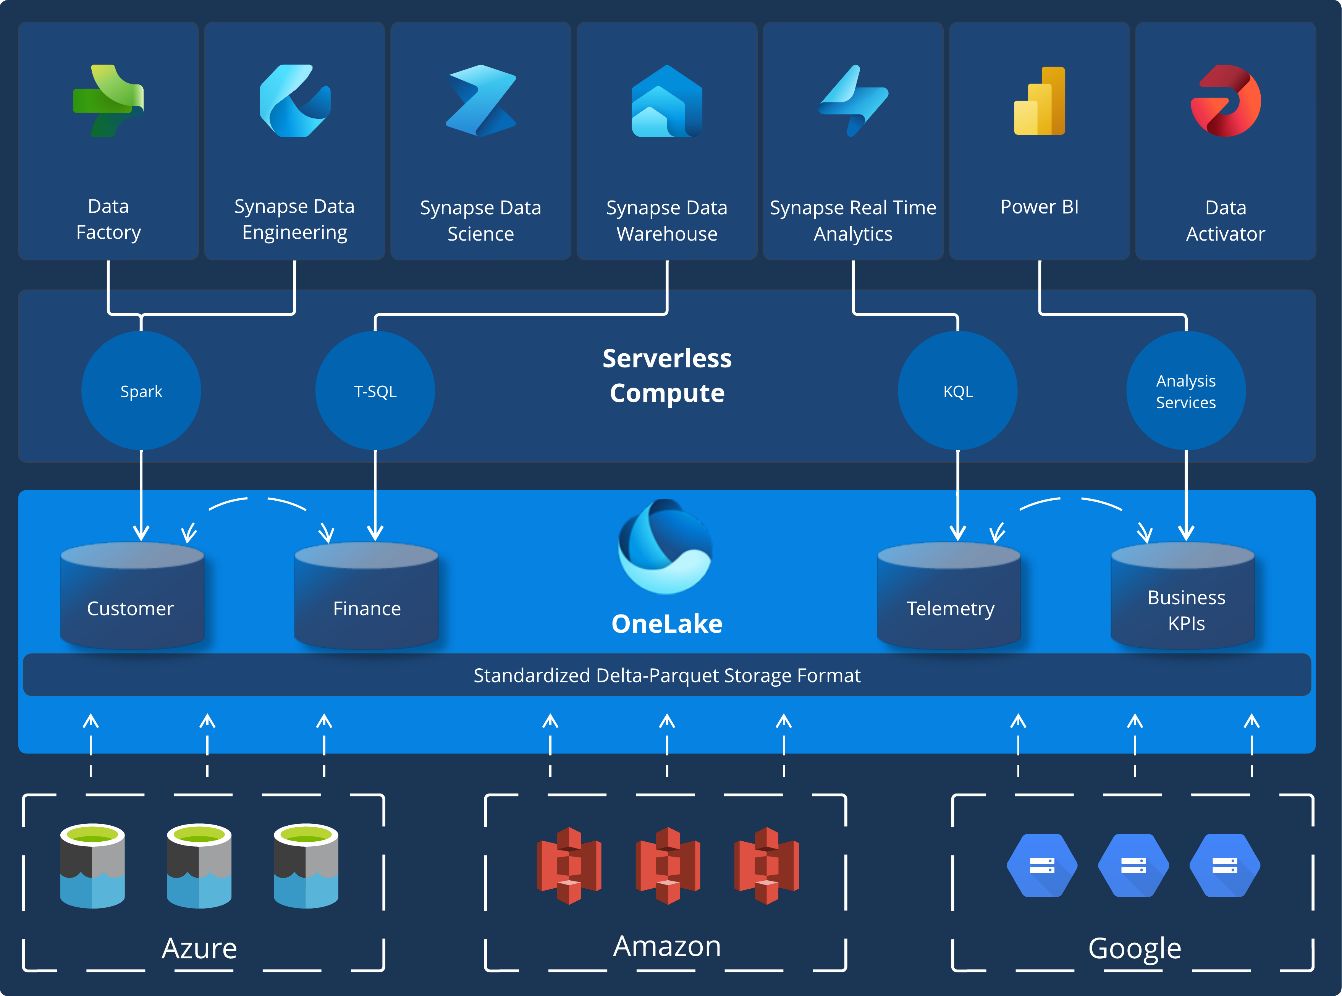 Data
Factory
Synapse Data
Engineering
Synapse Data
Science
Synapse Data
Warehouse
Synapse Real Time
Analytics
Power BI
Data
Activator
Serverless
Compute
Spark
T-SQL
KQL
Analysis
Services
Customer
Finance
OneLake
Telemetry
Business
KPIs
Standardized Delta-Parquet Storage Format
Azure
Amazon
Google